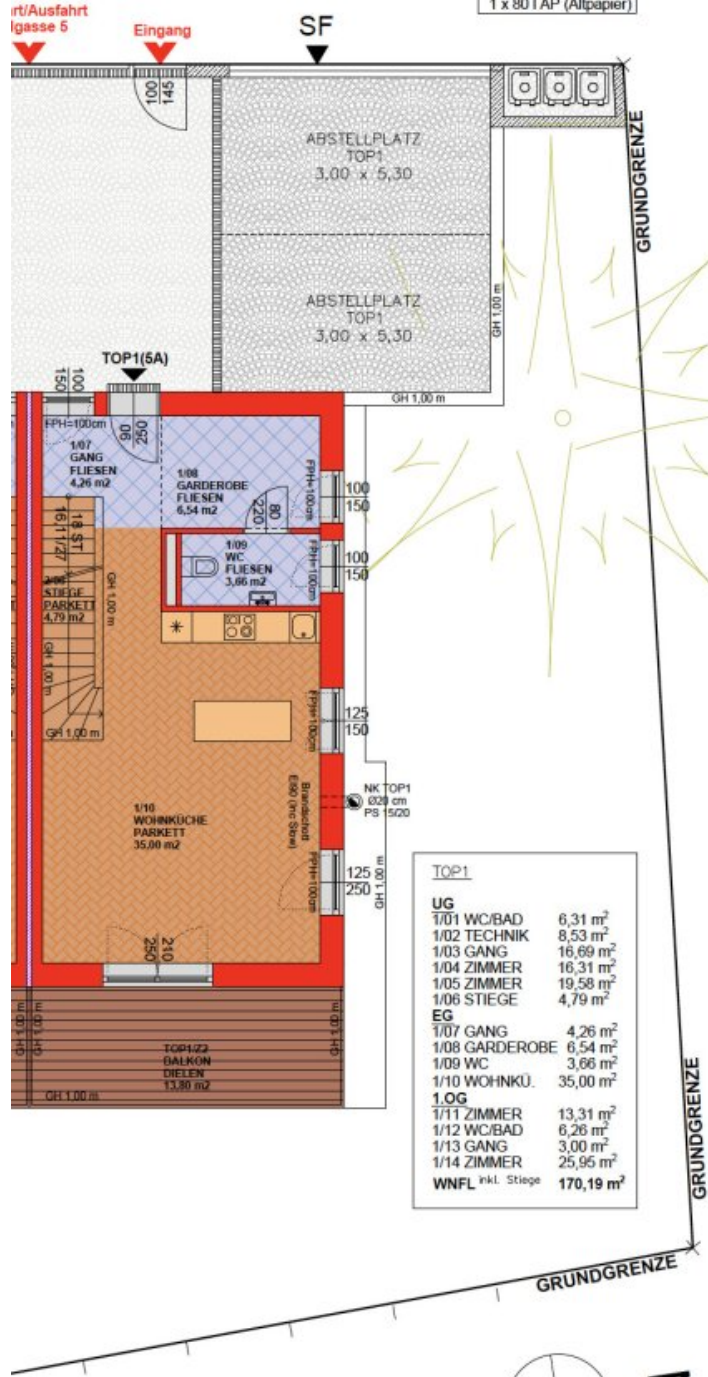 rt/Ausfahrt
lgasse 5
Eingang
SF
1 x 80 l AP (Altpapier)
100
145
ABSTELLPLATZ
TOP1
3,00 x 5,30
GRUNDGRENZE
ABSTELLPLATZ
TOP1
3,00 x 5,30
GH 1,00 m
GH 1,00 m
TOP1(5A)
100
150
FPH=100cm
90
250
1/07
GANG
FLIESEN
4,26 m2
1/08
GARDEROBE
FLIESEN
6,54 m2
FPH=100cm
100
150
80
220
18 ST
16,11/27
1/09
WC
FLIESEN
3,66 m2
FPH=100cm
100
150
STIEGE
PARKETT
4,79 m2
GH 1,00 m
GH 1,00 m
GH 1,00 m
FPH=100cm
125
150
1/10
WOHNKÜCHE
PARKETT
35,00 m2
Brandschott
EI90 (inc Store)
NK TOP1
Ø20 cm
PS 15/20
FPH=100cm
125
250
GH 1,00 m
210
250
GH 1,00 m
GH 1,00 m
TOP1/Z2
BALKON
DIELEN
13,80 m2
GH 1,00 m
TOP1
UG
1/01 WC/BAD 6,31 m²
1/02 TECHNIK 8,53 m²
1/03 GANG 16,69 m²
1/04 ZIMMER 16,31 m²
1/05 ZIMMER 19,58 m²
1/06 STIEGE 4,79 m²
EG
1/07 GANG 4,26 m²
1/08 GARDEROBE 6,54 m²
1/09 WC 3,66 m²
1/10 WOHNKÜ. 35,00 m²
1.OG
1/11 ZIMMER 13,31 m²
1/12 WC/BAD 6,26 m²
1/13 GANG 3,00 m²
1/14 ZIMMER 25,95 m²
WNFL inkl. Stiege 170,19 m²
GRUNDGRENZE
GRUNDGRENZE